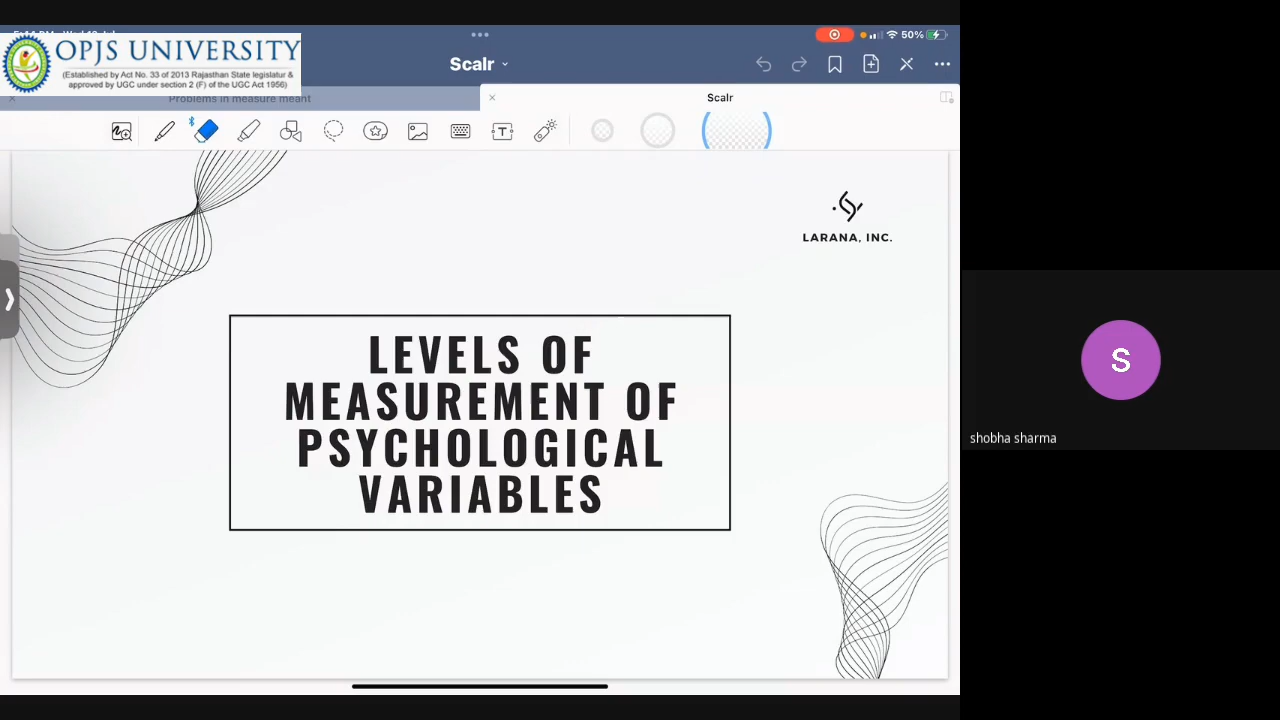 OPJS UNIVERSITY
(Established by Act No. 33 of 2013 Rajasthan State legislatur &
approved by UGC under section 2 (F) of the UGC Act 1956)
50%
Scalr
Problems in measure meant
Scalr
LARANA, INC.
LEVELS OF
MEASUREMENT OF
PSYCHOLOGICAL
VARIABLES
S
shobha sharma